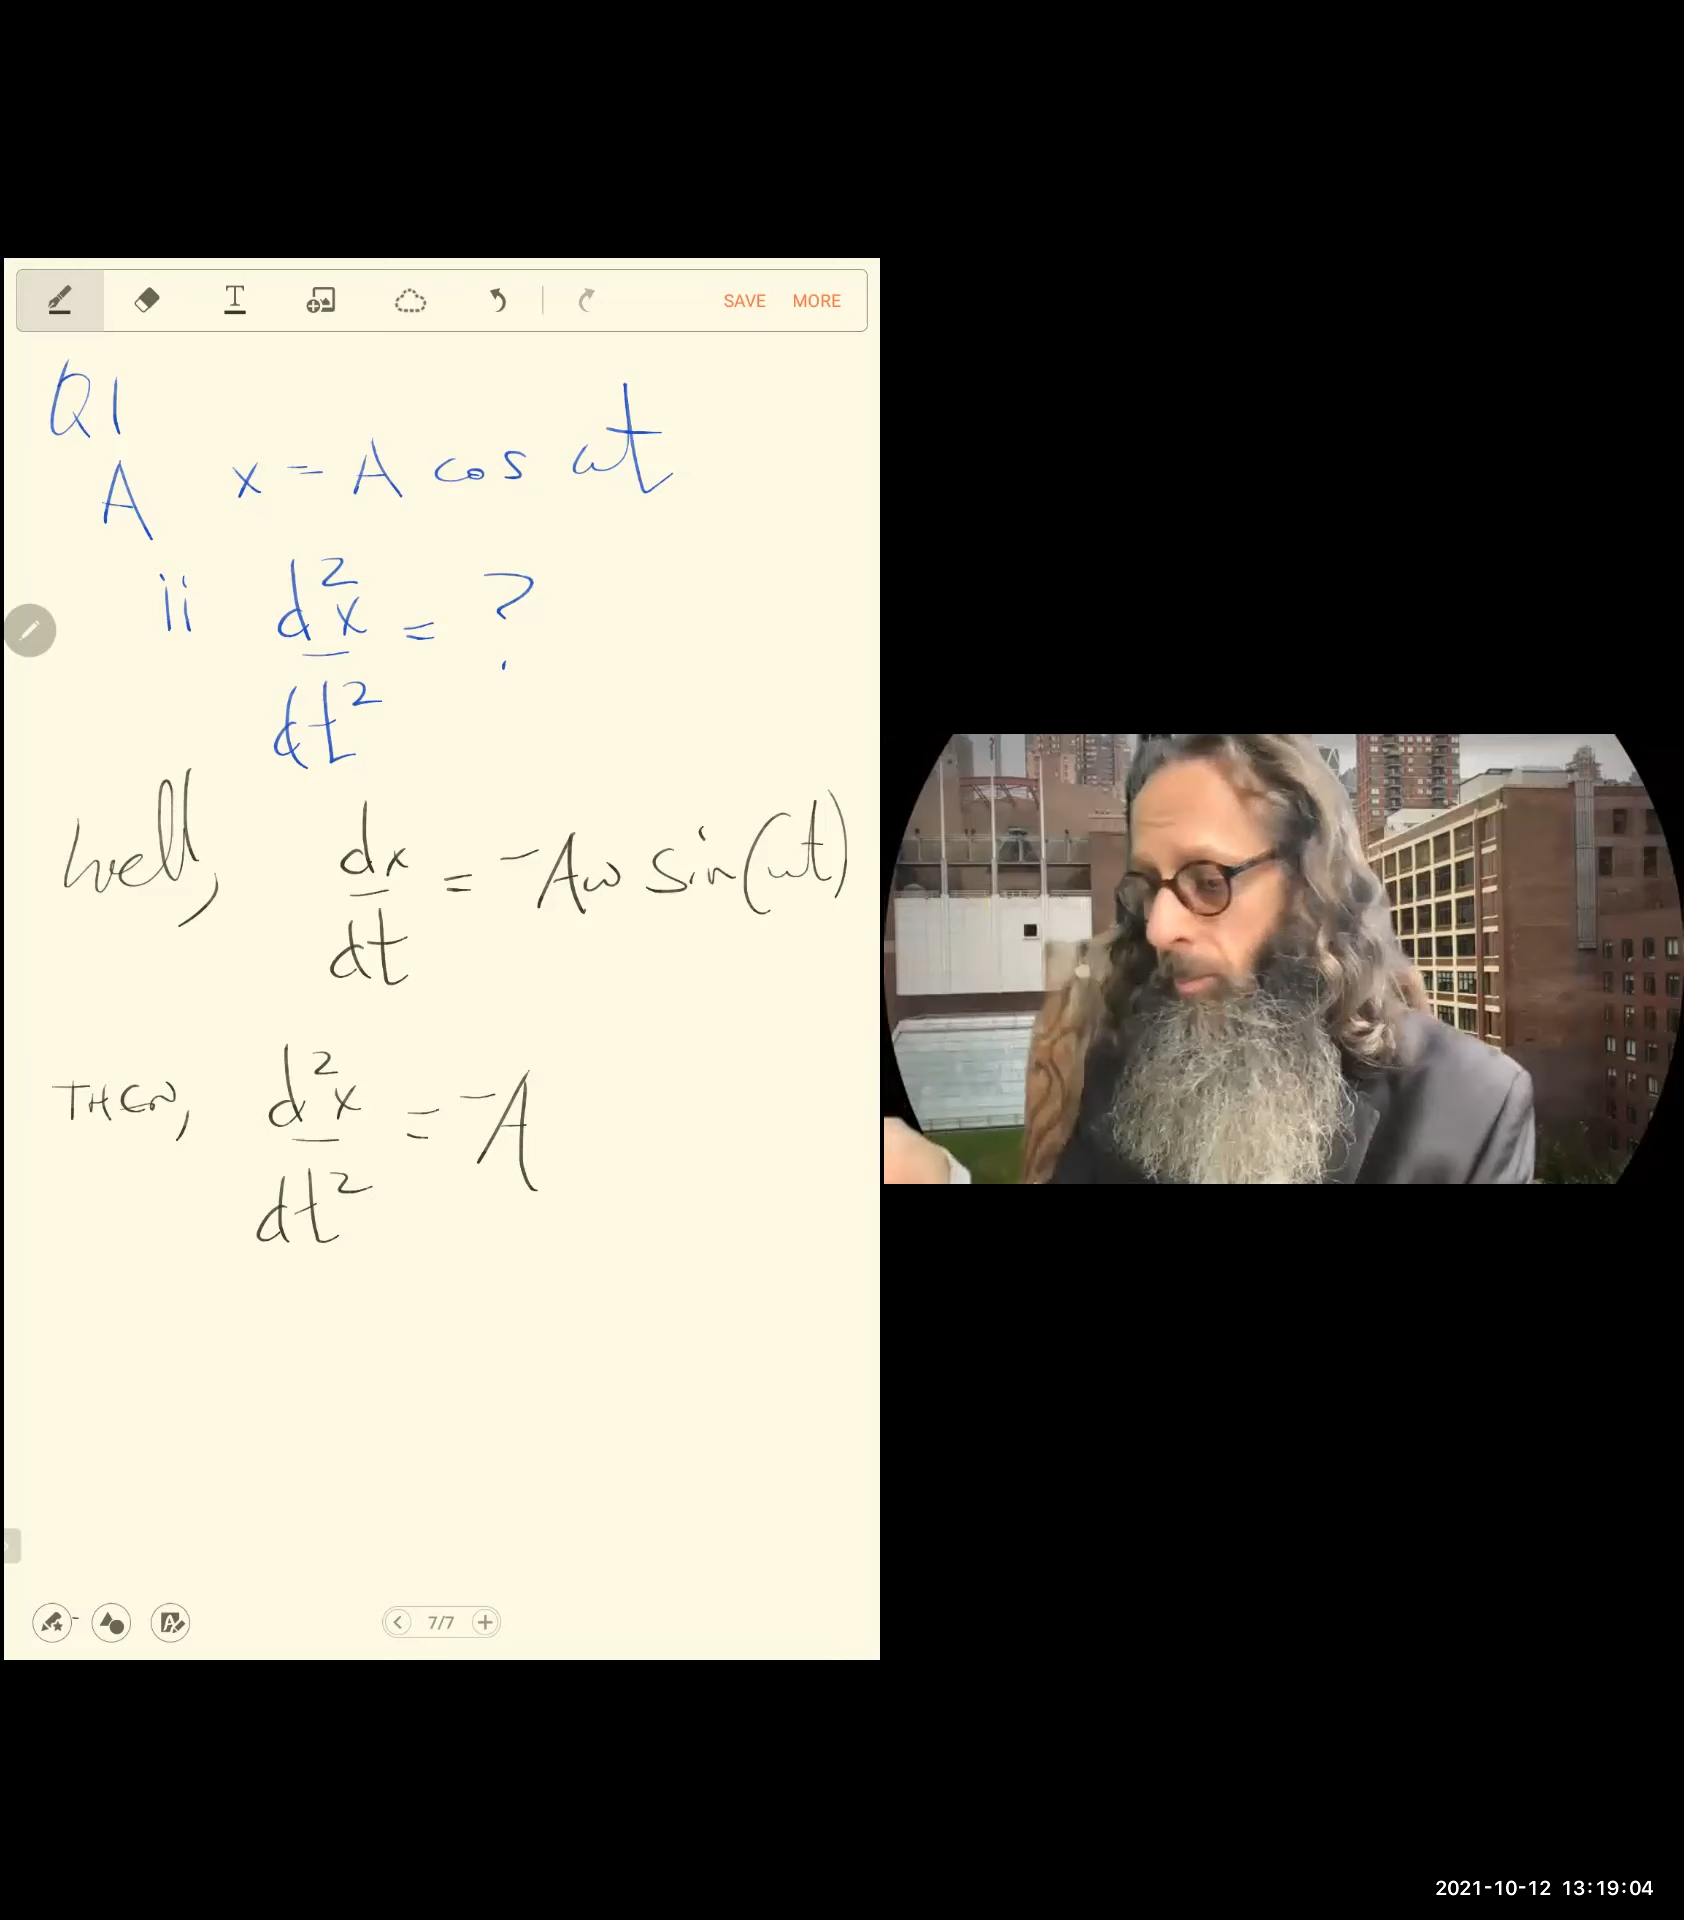 SAVE MORE
Q1
A x = A cos ωt
ii d²x/dt² = ?
Well, dx/dt = -Aω sin(ωt)
THEN, d²x/dt² = -A
7/7
2021-10-12 13:19:04